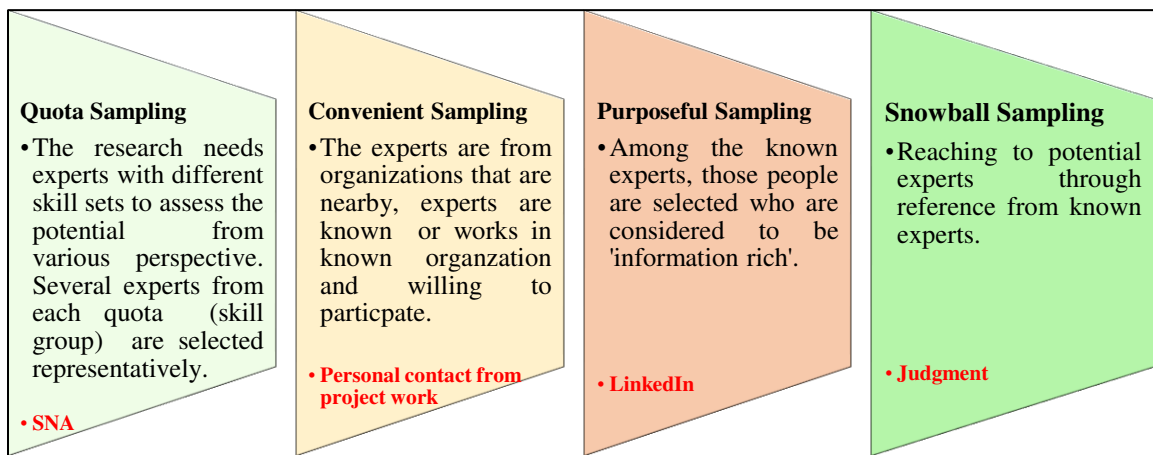 Quota Sampling
•The research needs
experts with different
skill sets to assess the
potential from
various perspective.
Several experts from
each quota (skill
group) are selected
representatively.
• SNA
Convenient Sampling
•The experts are from
organizations that are
nearby, experts are
known or works in
known organzation
and willing to
particpate.
• Personal contact from
project work
Purposeful Sampling
•Among the known
experts, those people
are selected who are
considered to be
'information rich'.
• LinkedIn
Snowball Sampling
•Reaching to potential
experts through
reference from known
experts.
• Judgment